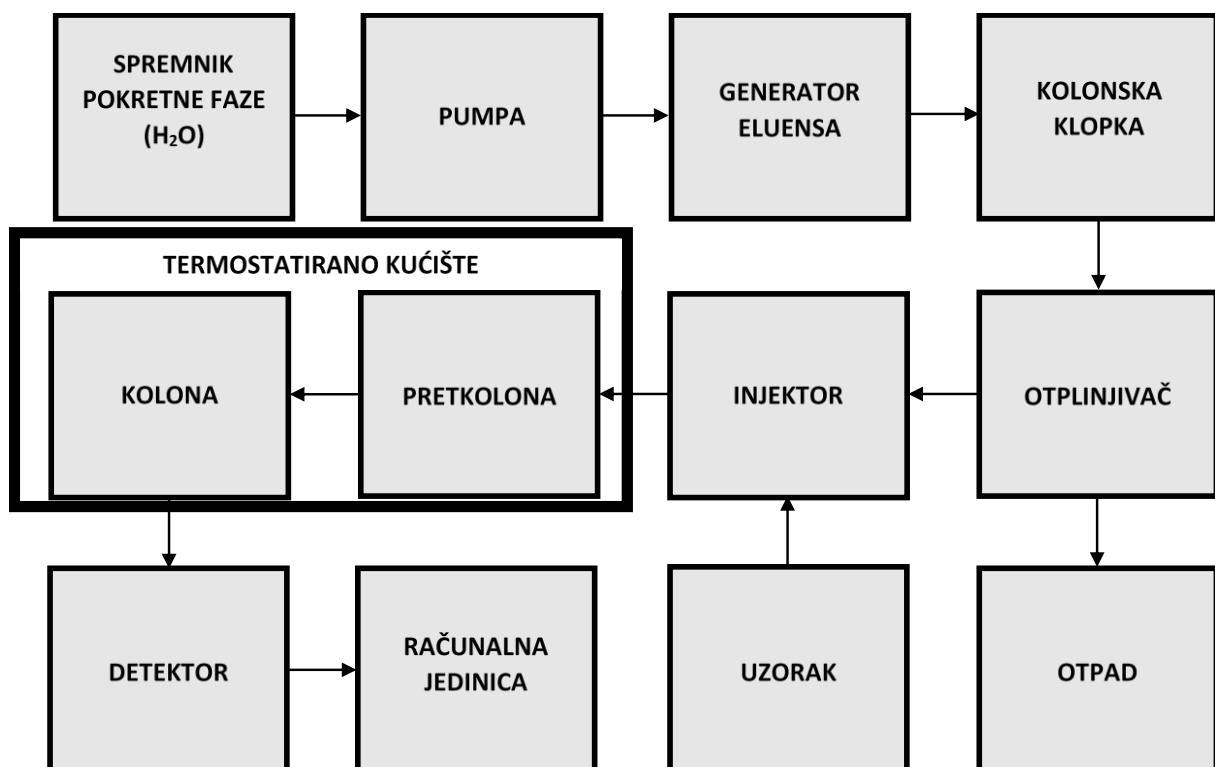 SPREMNIK
POKRETNE FAZE
(H₂O)
PUMPA
GENERATOR
ELUENSA
KOLONSKA
KLOPKA
TERMOSTATIRANO KUĆIŠTE
KOLONA
PRETKOLONA
INJEKTOR
OTPLINJIVAČ
DETEKTOR
RAČUNALNA
JEDINICA
UZORAK
OTPAD